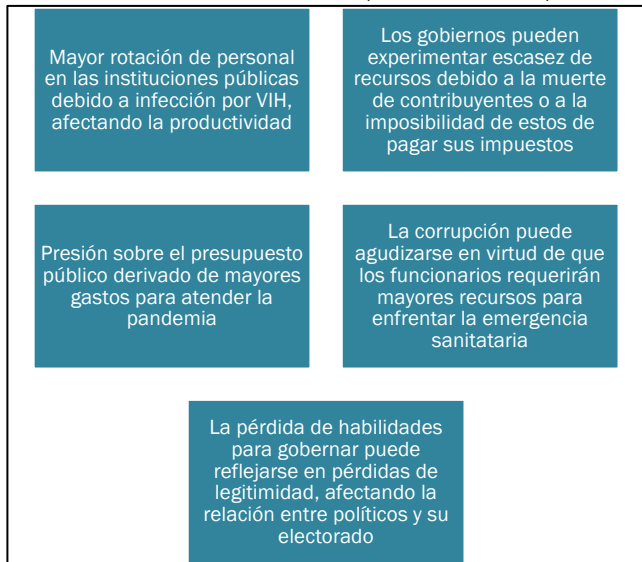 Mayor rotación de personal
en las instituciones públicas
debido a infección por VIH,
afectando la productividad
Los gobiernos pueden
experimentar escasez de
recursos debido a la muerte
de contribuyentes o a la
imposibilidad de estos de
pagar sus impuestos
Presión sobre el presupuesto
público derivado de mayores
gastos para atender la
pandemia
La corrupción puede
agudizarse en virtud de que
los funcionarios requerirán
mayores recursos para
enfrentar la emergencia
sanitataria
La pérdida de habilidades
para gobernar puede
reflejarse en pérdidas de
legitimidad, afectando la
relación entre políticos y su
electorado